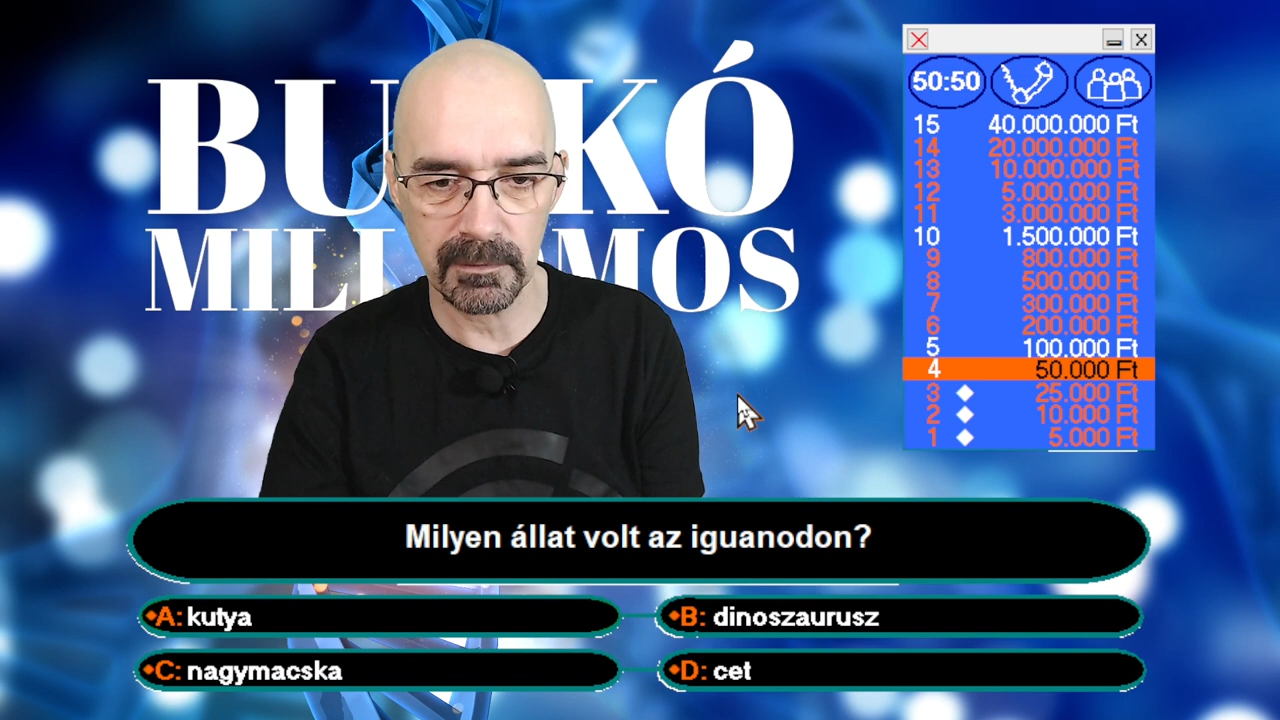 BU KÓ
MILL MOS
50:50
15 40.000.000 Ft
14 20.000.000 Ft
13 10.000.000 Ft
12 5.000.000 Ft
11 3.000.000 Ft
10 1.500.000 Ft
9 800.000 Ft
8 500.000 Ft
7 300.000 Ft
6 200.000 Ft
5 100.000 Ft
4 50.000 Ft
3 25.000 Ft
2 10.000 Ft
1 5.000 Ft
Milyen állat volt az iguanodon?
A: kutya
B: dinoszaurusz
C: nagymacska
D: cet